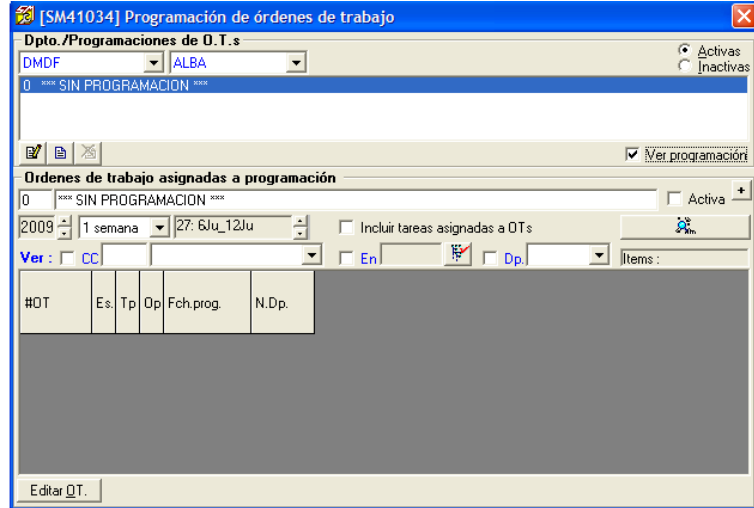 [SM41034] Programación de órdenes de trabajo
Dpto./Programaciones de O.T.s
DMDF ALBA
Activas
Inactivas
0 *** SIN PROGRAMACION ***
Ver programación
Ordenes de trabajo asignadas a programación
0 *** SIN PROGRAMACION *** Activa +
2009 1 semana 27: 6Ju_12Ju Incluir tareas asignadas a OTs
Ver : CC En Dp. Items :
#OT Es. Tp Op Fch.prog. N.Dp.
Editar OT.